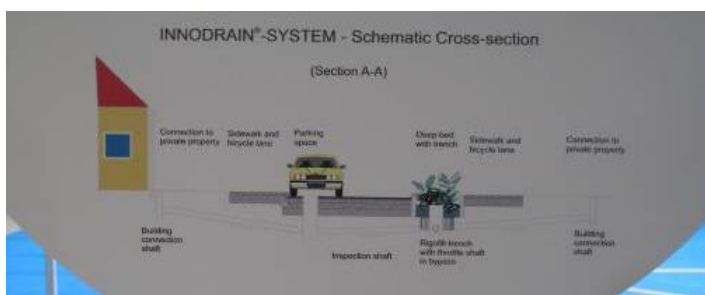 INNODRAIN®-SYSTEM - Schematic Cross-section
(Section A-A)
Connection to
private property
Sidewalk and
bicycle lane
Parking
space
Deep-bed
with trench
Sidewalk and
bicycle lane
Connection to
private property
Building
connection
shaft
Inspection shaft
Rigofill-trench
with throttle shaft
in bypass
Building
connection
shaft